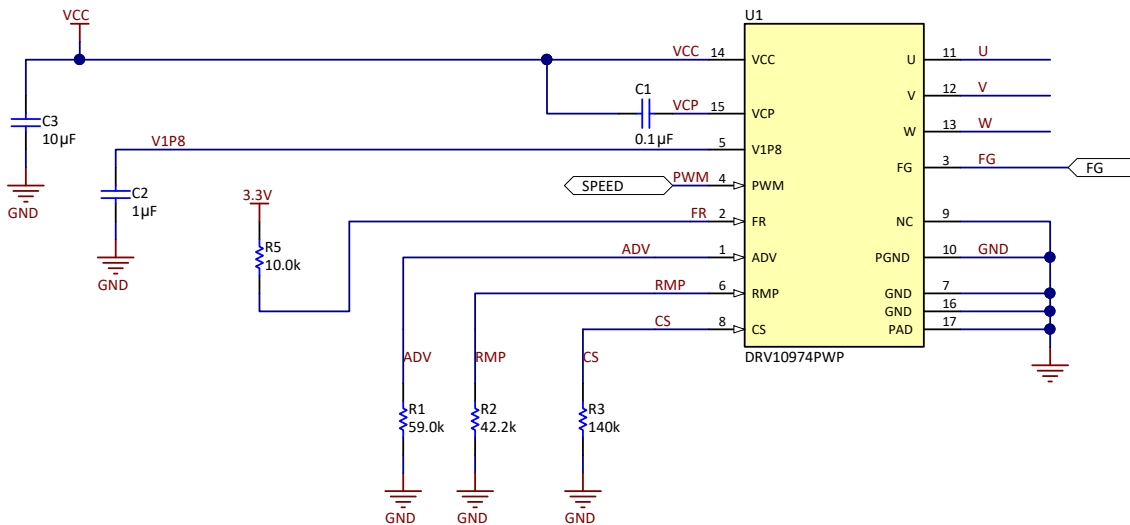 VCC
U1
VCC 14 VCC
U 11 U
C1
VCP 15 VCP
V 12 V
C3
10µF
0.1µF
W 13 W
V1P8 5 V1P8
FG 3 FG
FG
GND
C2
1µF
SPEED
PWM 4 PWM
3.3V
FR 2 FR
NC 9
R5
10.0k
ADV 1 ADV
PGND 10 GND
GND
RMP 6 RMP
GND 7
GND 16
CS 8 CS
PAD 17
DRV10974PWP
ADV
RMP
CS
R1
59.0k
R2
42.2k
R3
140k
GND
GND
GND